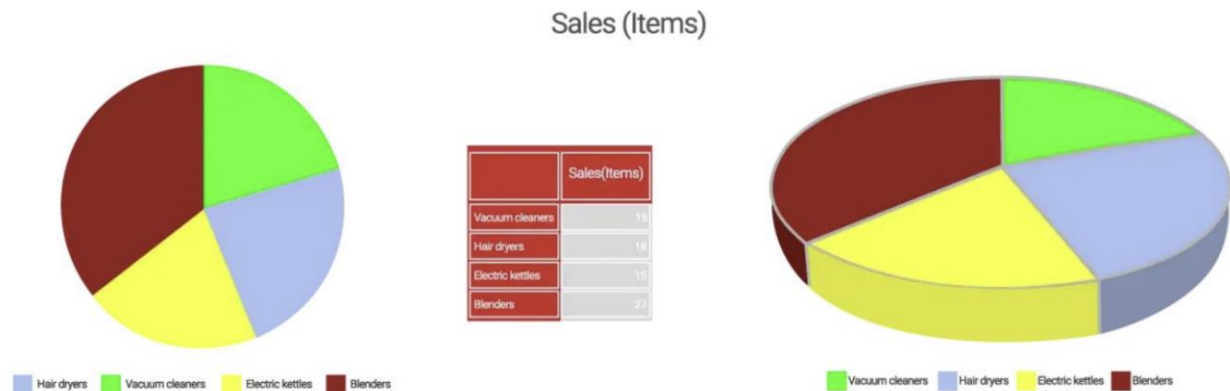 Sales (Items)
Sales(Items)
Vacuum cleaners 15
Hair dryers 18
Electric kettles 15
Blenders 27
Hair dryers Vacuum cleaners Electric kettles Blenders
Vacuum cleaners Hair dryers Electric kettles Blenders